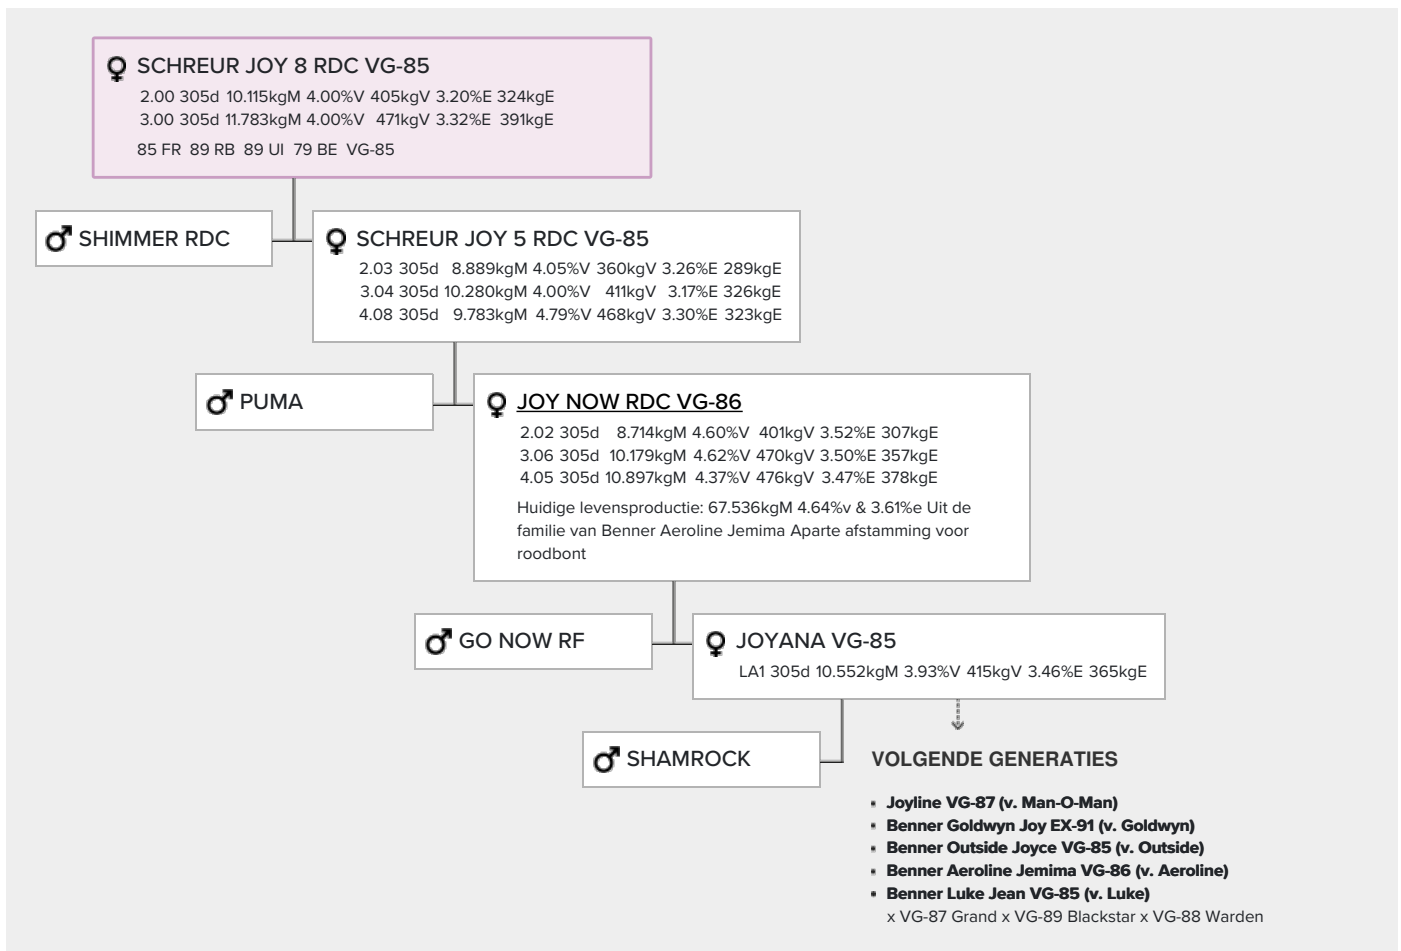 SCHREUR JOY 8 RDC VG-85
2.00 305d 10.115kgM 4.00%V 405kgV 3.20%E 324kgE
3.00 305d 11.783kgM 4.00%V 471kgV 3.32%E 391kgE
85 FR 89 RB 89 UI 79 BE VG-85
SHIMMER RDC
SCHREUR JOY 5 RDC VG-85
2.03 305d 8.889kgM 4.05%V 360kgV 3.26%E 289kgE
3.04 305d 10.280kgM 4.00%V 411kgV 3.17%E 326kgE
4.08 305d 9.783kgM 4.79%V 468kgV 3.30%E 323kgE
PUMA
JOY NOW RDC VG-86
2.02 305d 8.714kgM 4.60%V 401kgV 3.52%E 307kgE
3.06 305d 10.179kgM 4.62%V 470kgV 3.50%E 357kgE
4.05 305d 10.897kgM 4.37%V 476kgV 3.47%E 378kgE
Huidige levensproductie: 67.536kgM 4.64%v & 3.61%e Uit de
familie van Benner Aeroline Jemima Aparte afstamming voor
roodbont
GO NOW RF
JOYANA VG-85
LA1 305d 10.552kgM 3.93%V 415kgV 3.46%E 365kgE
SHAMROCK
VOLGENDE GENERATIES
Joyline VG-87 (v. Man-O-Man)
Benner Goldwyn Joy EX-91 (v. Goldwyn)
Benner Outside Joyce VG-85 (v. Outside)
Benner Aeroline Jemima VG-86 (v. Aeroline)
Benner Luke Jean VG-85 (v. Luke)
x VG-87 Grand x VG-89 Blackstar x VG-88 Warden